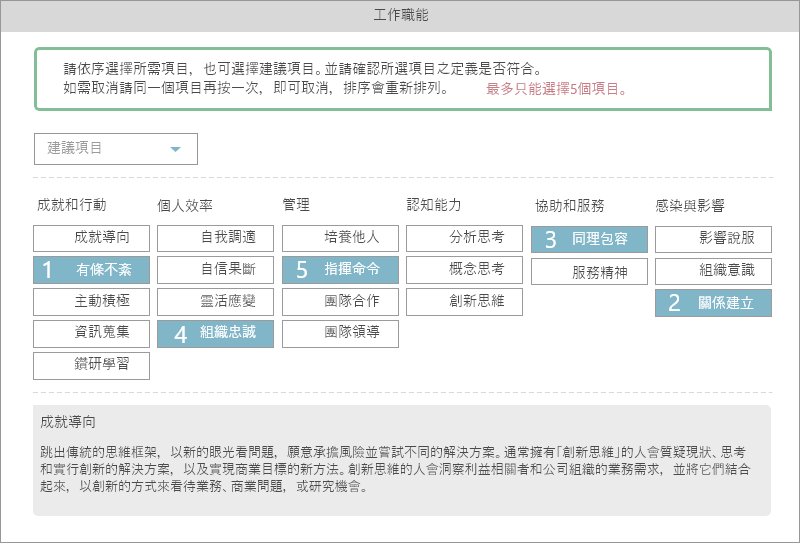 工作職能
請依序選擇所需項目，也可選擇建議項目。並請確認所選項目之定義是否符合。
如需取消請同一個項目再按一次，即可取消，排序會重新排列。 最多只能選擇5個項目。
建議項目
成就和行動 個人效率 管理 認知能力 協助和服務 感染與影響
成就導向 自我調適 培養他人 分析思考 3 同理包容 影響說服
1 有條不紊 自信果斷 5 指揮命令 概念思考 服務精神 組織意識
主動積極 靈活應變 團隊合作 創新思維 2 關係建立
資訊蒐集 4 組織忠誠 團隊領導
鑽研學習
成就導向
跳出傳統的思維框架，以新的眼光看問題，願意承擔風險並嘗試不同的解決方案。通常擁有「創新思維」的人會質疑現狀、思考
和實行創新的解決方案，以及實現商業目標的新方法。創新思維的人會洞察利益相關者和公司組織的業務需求，並將它們結合
起來，以創新的方式來看待業務、商業問題，或研究機會。